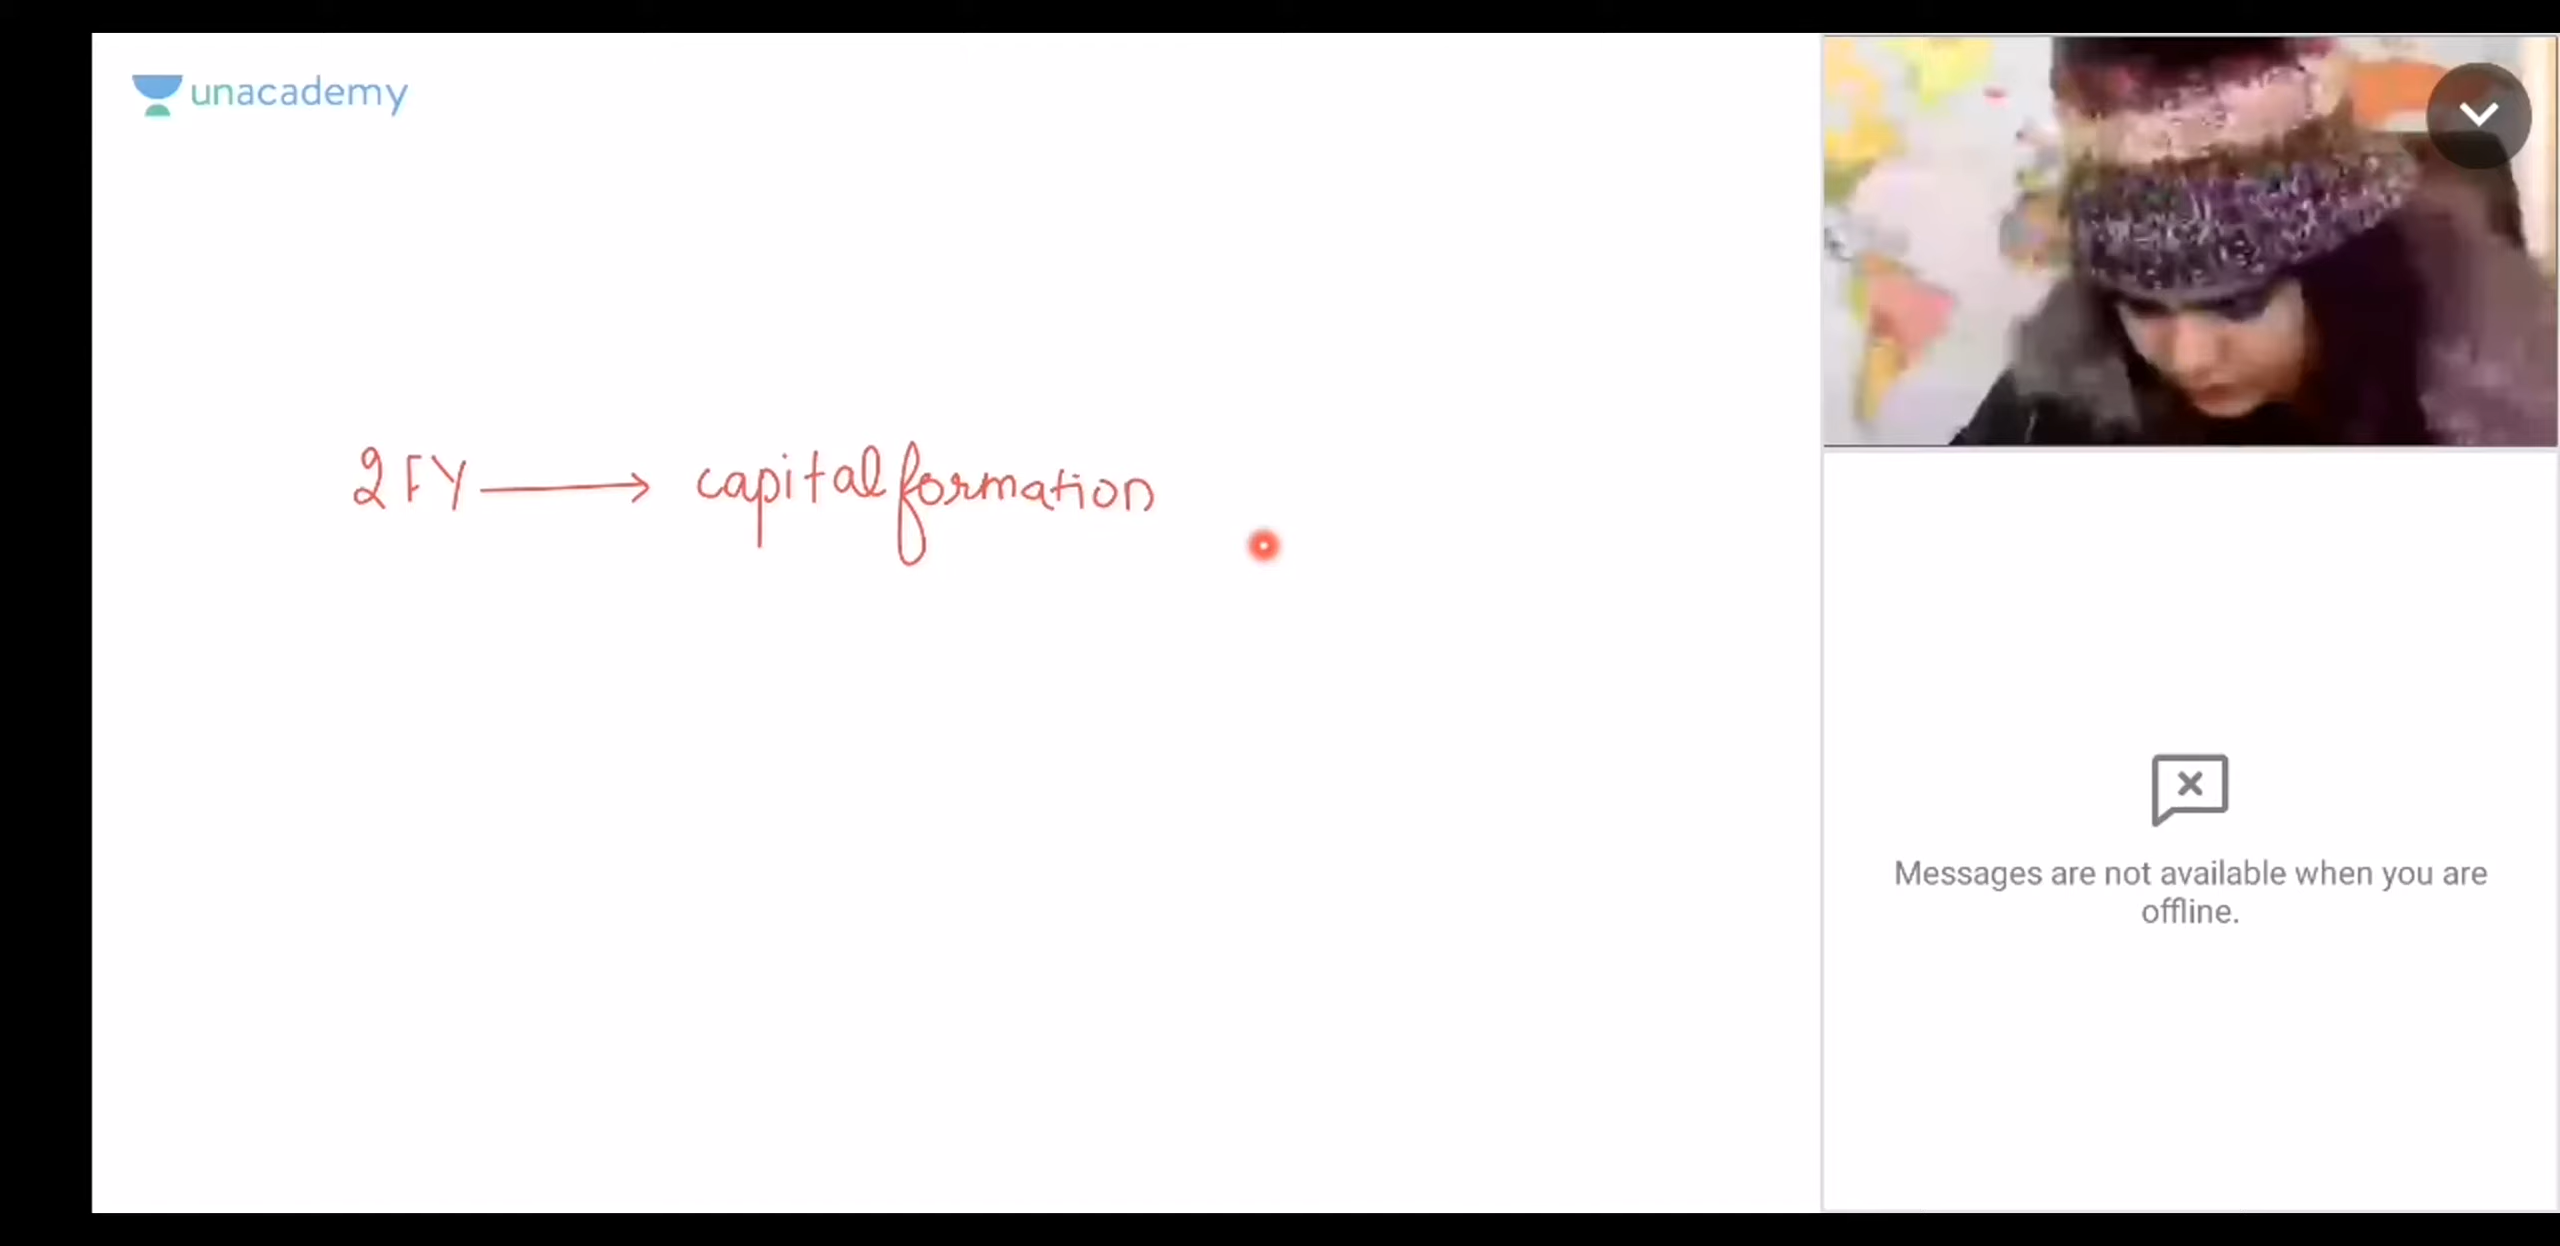 unacademy
2FY → capital formation
Messages are not available when you are
offline.